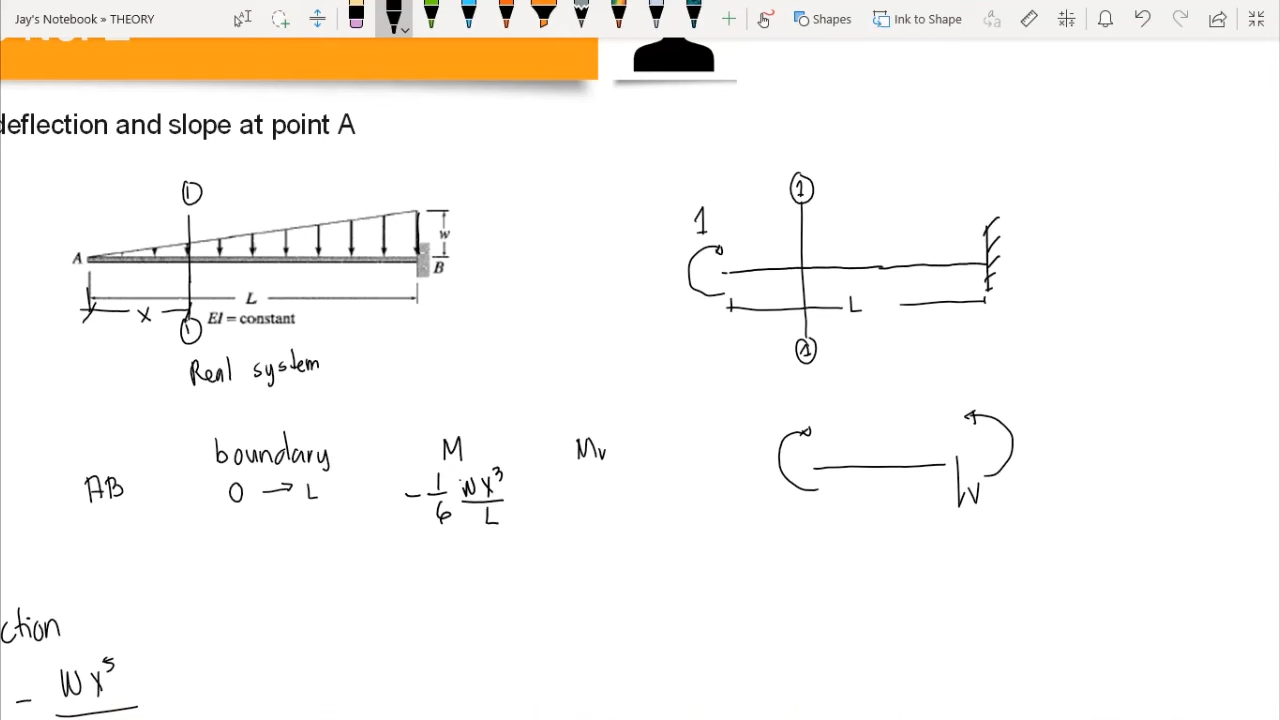 Jay's Notebook » THEORY
Shapes
Ink to Shape
deflection and slope at point A
1
1
1
w
A
B
L
x
1
EI = constant
L
1
Real system
boundary M Mv
AB 0 → L - 1/6 wx³/L
V
ction
- wx⁵